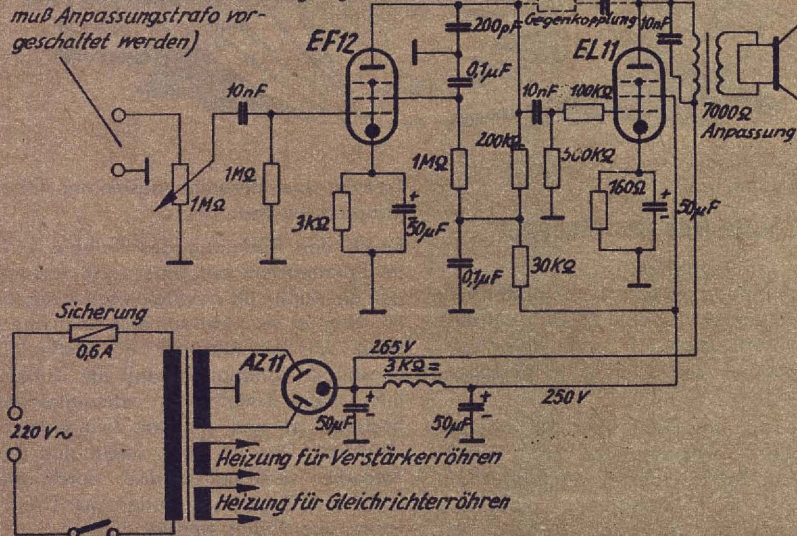 muß Anpassungstrafo vor-
geschaltet werden)
EF12
200pF
Gegenkopplung
10nF
EL11
0,1µF
10nF
10nF
100KΩ
7000Ω
Anpassung
200KΩ
500KΩ
1MΩ
1MΩ
1MΩ
160Ω
3KΩ
+
50µF
-
+
50µF
-
0,1µF
30KΩ
Sicherung
0,6A
265V
AZ11
3KΩ=
250V
+
50µF
-
+
50µF
-
220V~
Heizung für Verstärkerröhren
Heizung für Gleichrichterröhren